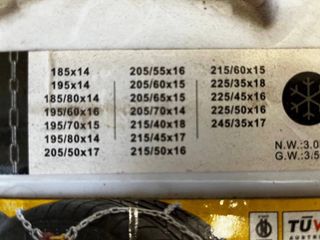 185x14 205/55x16 215/60x15
195x14 205/60x15 225/35x18
185/80x14 205/65x15 225/45x16
195/60x16 205/70x14 225/50x16
195/70x15 215/40x18 245/35x17
195/80x14 215/45x17
205/50x17 215/50x16
N.W.:3.0
G.W.:3/5
TÜV
AUSTRIA